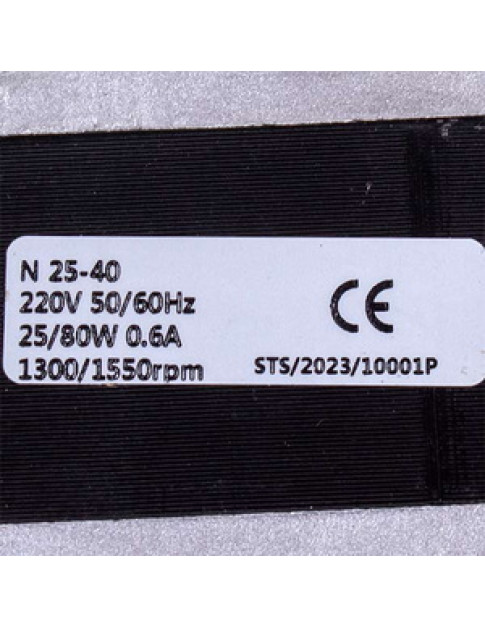 N 25-40
220V 50/60Hz
25/80W 0.6A
1300/1550rpm
CE
STS/2023/10001P